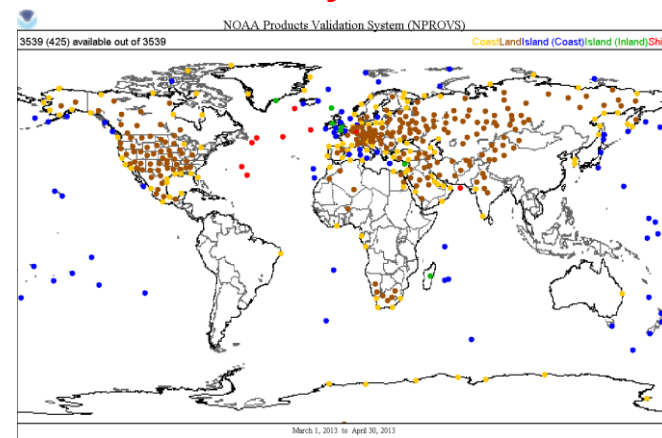 NOAA Products Validation System (NPROVS)
3539 (425) available out of 3539
CoastLandIsland (Coast)Island (Inland)Shi
March 1, 2013 to April 30, 2013